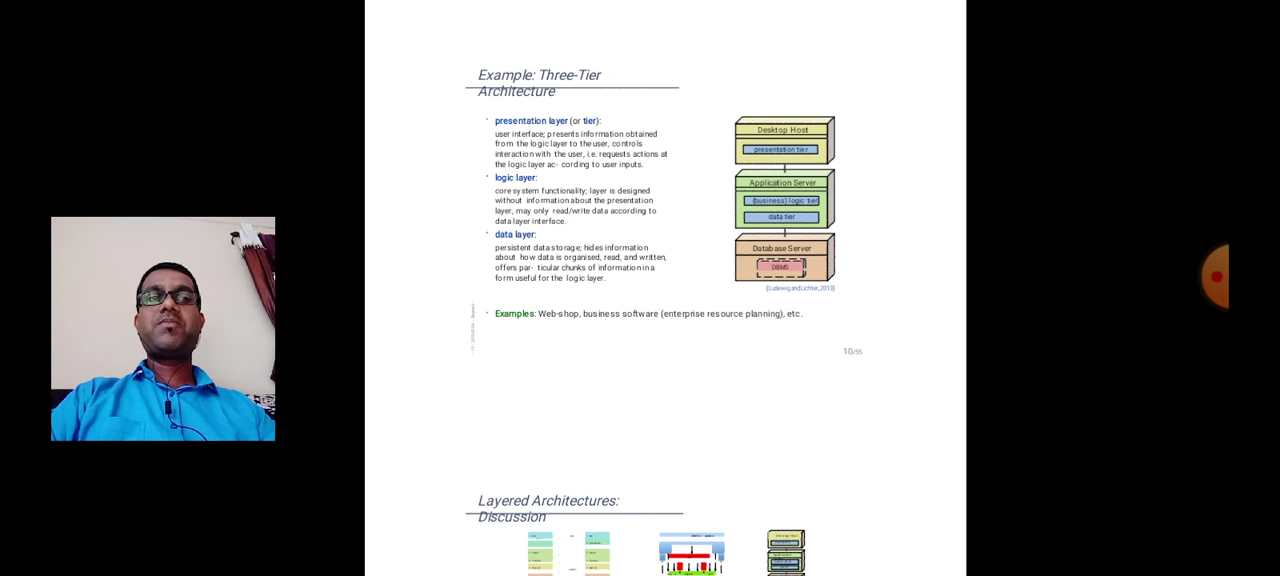 Example: Three-Tier
Architecture
presentation layer (or tier):
user interface; presents information obtained
from the logic layer to the user, controls
interaction with the user, i.e. requests actions at
the logic layer ac- cording to user inputs.
logic layer:
core system functionality; layer is designed
without information about the presentation
layer, may only read/write data according to
data layer interface.
data layer:
persistent data storage; hides information
about how data is organised, read, and written,
offers par- ticular chunks of information in a
form useful for the logic layer.
Desktop Host
presentation tier
Application Server
(business) logic tier
data tier
Database Server
DBMS
(Ludewig and Lichter, 2013)
Examples: Web-shop, business software (enterprise resource planning), etc.
10/55
Layered Architectures:
Discussion